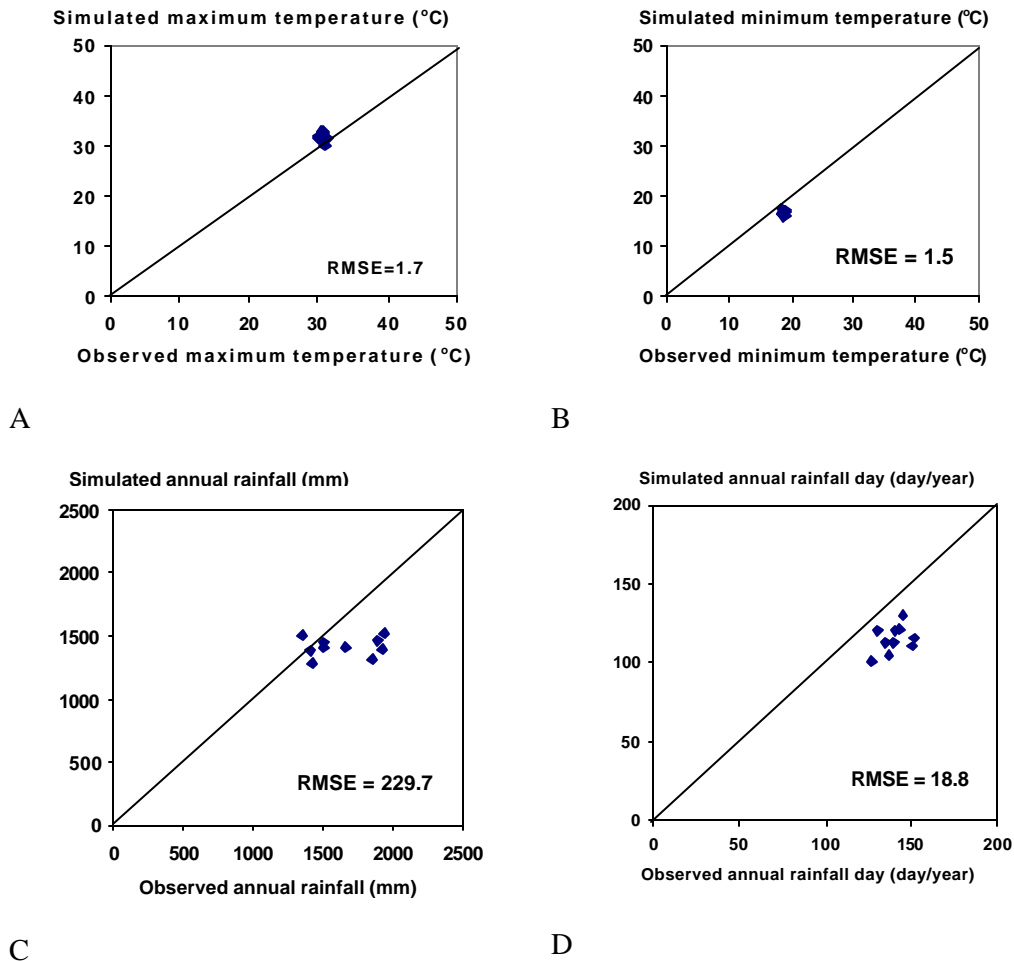 Simulated maximum temperature (°C)
50
40
30
20
10
0
RMSE=1.7
0 10 20 30 40 50
Observed maximum temperature (°C)
A
Simulated minimum temperature (°C)
50
40
30
20
10
0
RMSE = 1.5
0 10 20 30 40 50
Observed minimum temperature (°C)
B
Simulated annual rainfall (mm)
2500
2000
1500
1000
500
0
RMSE = 229.7
0 500 1000 1500 2000 2500
Observed annual rainfall (mm)
C
Simulated annual rainfall day (day/year)
200
150
100
50
0
RMSE = 18.8
0 50 100 150 200
Observed annual rainfall day (day/year)
D